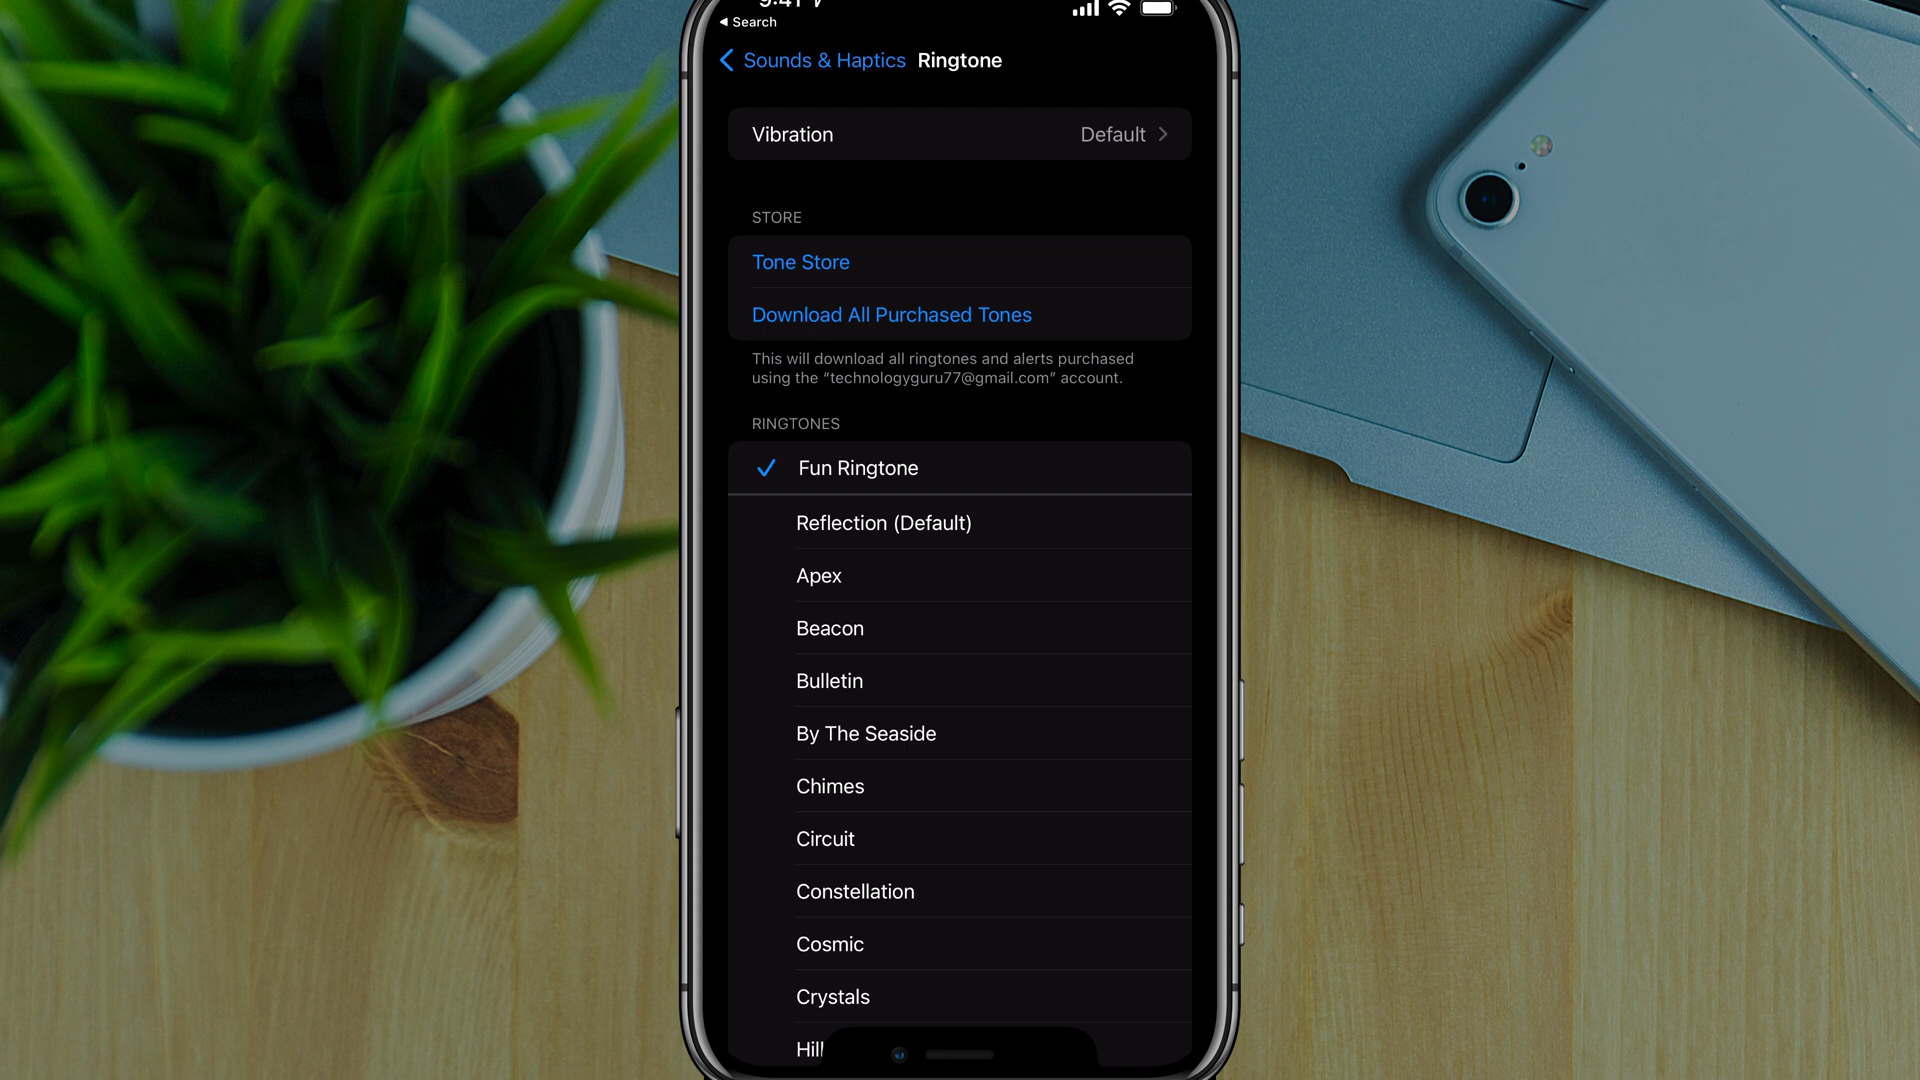 9:41
Search
Sounds & Haptics Ringtone
Vibration Default
STORE
Tone Store
Download All Purchased Tones
This will download all ringtones and alerts purchased
using the “technologyguru77@gmail.com” account.
RINGTONES
Fun Ringtone
Reflection (Default)
Apex
Beacon
Bulletin
By The Seaside
Chimes
Circuit
Constellation
Cosmic
Crystals